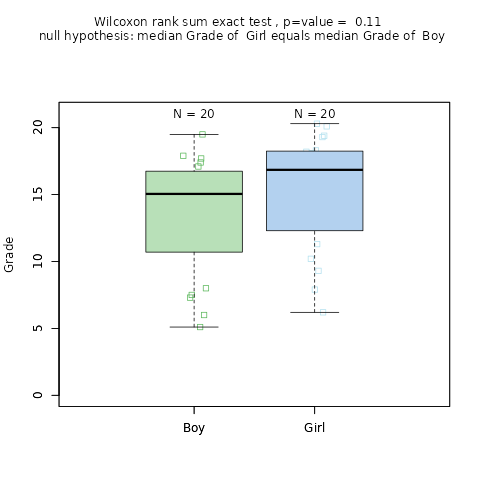 Wilcoxon rank sum exact test , p=value =  0.11
null hypothesis: median Grade of  Girl equals median Grade of  Boy
N = 20
N = 20
20
15
10
5
0
Grade
Boy
Girl